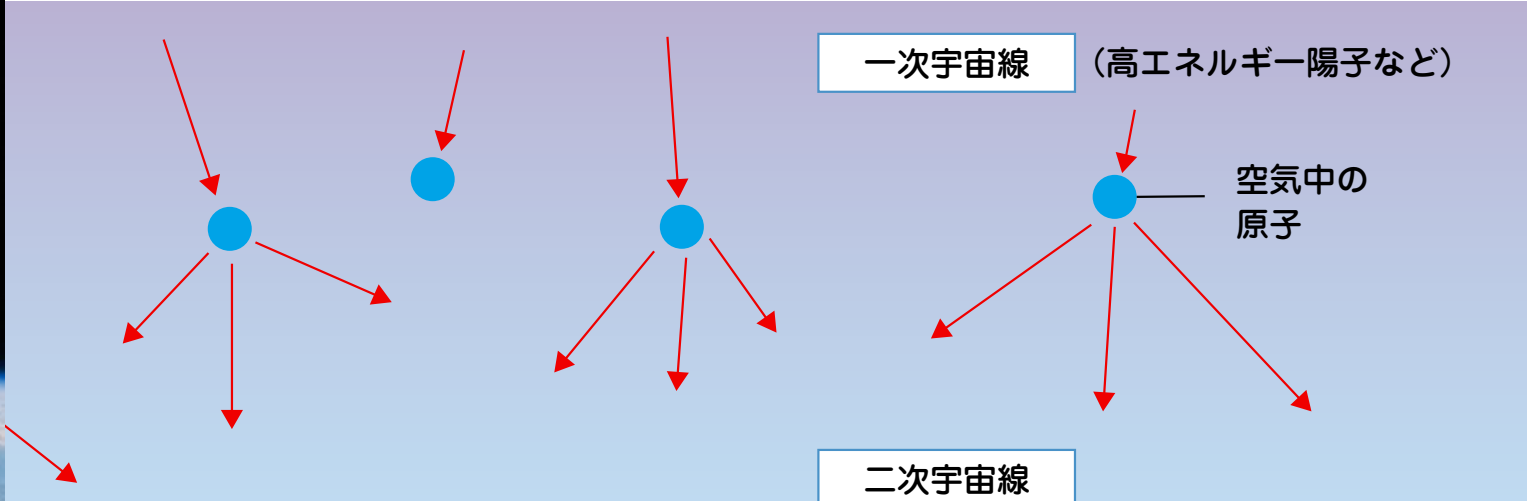 一次宇宙線 （高エネルギー陽子など）
空気中の
原子
二次宇宙線